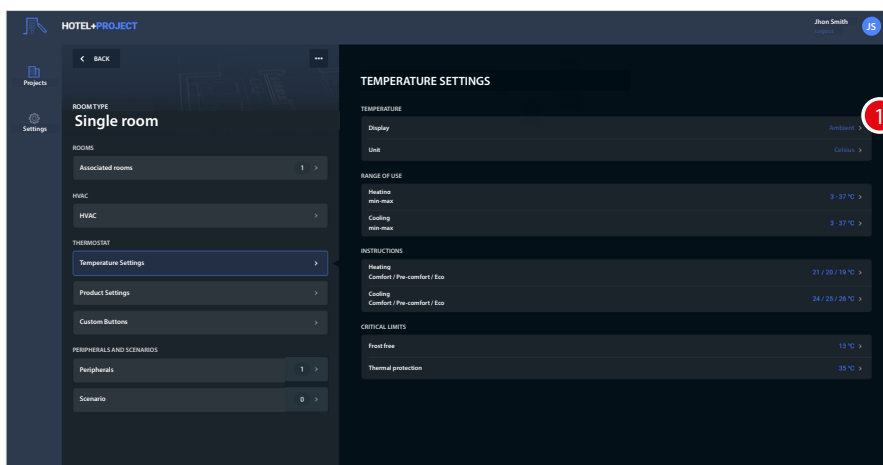 HOTEL+PROJECT
Jhon Smith
Logout
JS
Projects
Settings
BACK
ROOM TYPE
Single room
ROOMS
Associated rooms 1
HVAC
HVAC
THERMOSTAT
Temperature Settings
Product Settings
Custom Buttons
PERIPHERALS AND SCENARIOS
Peripherals 1
Scenario 0
TEMPERATURE SETTINGS
TEMPERATURE
Display Ambient
1
Unit Celsius
RANGE OF USE
Heating
min-max
3 - 37 °C
Cooling
min-max
3 - 37 °C
INSTRUCTIONS
Heating
Comfort / Pre-comfort / Eco
21 / 20 / 19 °C
Cooling
Comfort / Pre-comfort / Eco
24 / 25 / 26 °C
CRITICAL LIMITS
Frost free 13 °C
Thermal protection 35 °C